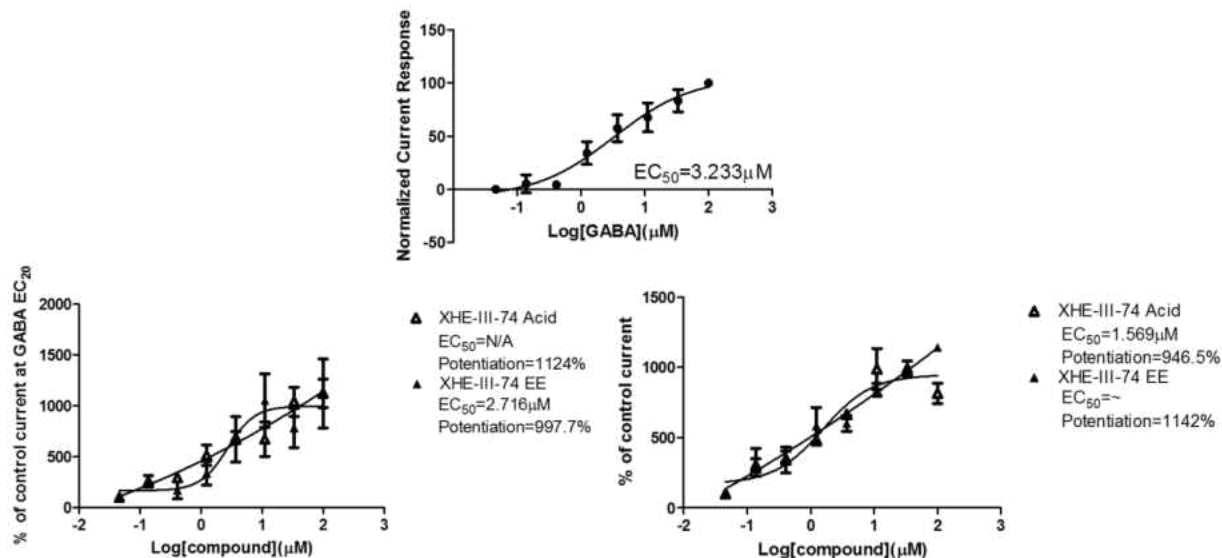 150
100
50
0
-50
Normalized Current Response
EC50=3.233µM
-1
0
1
2
3
Log[GABA](µM)
% of control current at GABA EC20
2000
1500
1000
500
0
-2
-1
0
1
2
3
Log[compound](µM)
XHE-III-74 Acid
EC50=N/A
Potentiation=1124%
XHE-III-74 EE
EC50=2.716µM
Potentiation=997.7%
% of control current
1500
1000
500
0
-2
-1
0
1
2
3
Log[compound](µM)
XHE-III-74 Acid
EC50=1.569µM
Potentiation=946.5%
XHE-III-74 EE
EC50=~
Potentiation=1142%